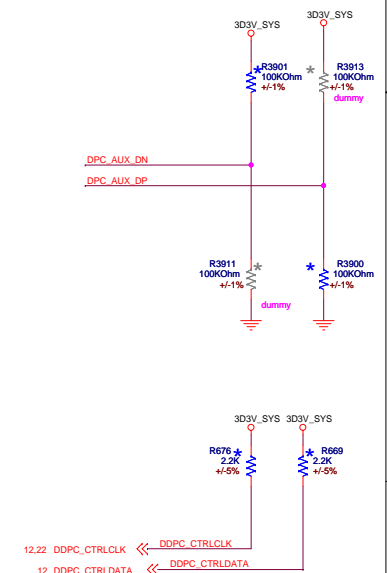 3D3V_SYS 3D3V_SYS
* R3901 * R3913
100KOhm 100KOhm
+/-1% +/-1%
dummy
DPC_AUX_DN
DPC_AUX_DP
R3911 * * R3900
100KOhm 100KOhm
+/-1% +/-1%
dummy
3D3V_SYS 3D3V_SYS
R676 * * R669
2.2K 2.2K
+/-5% +/-5%
12,22 DDPC_CTRLCLK DDPC_CTRLCLK
12 DDPC_CTRLDATA DDPC_CTRLDATA